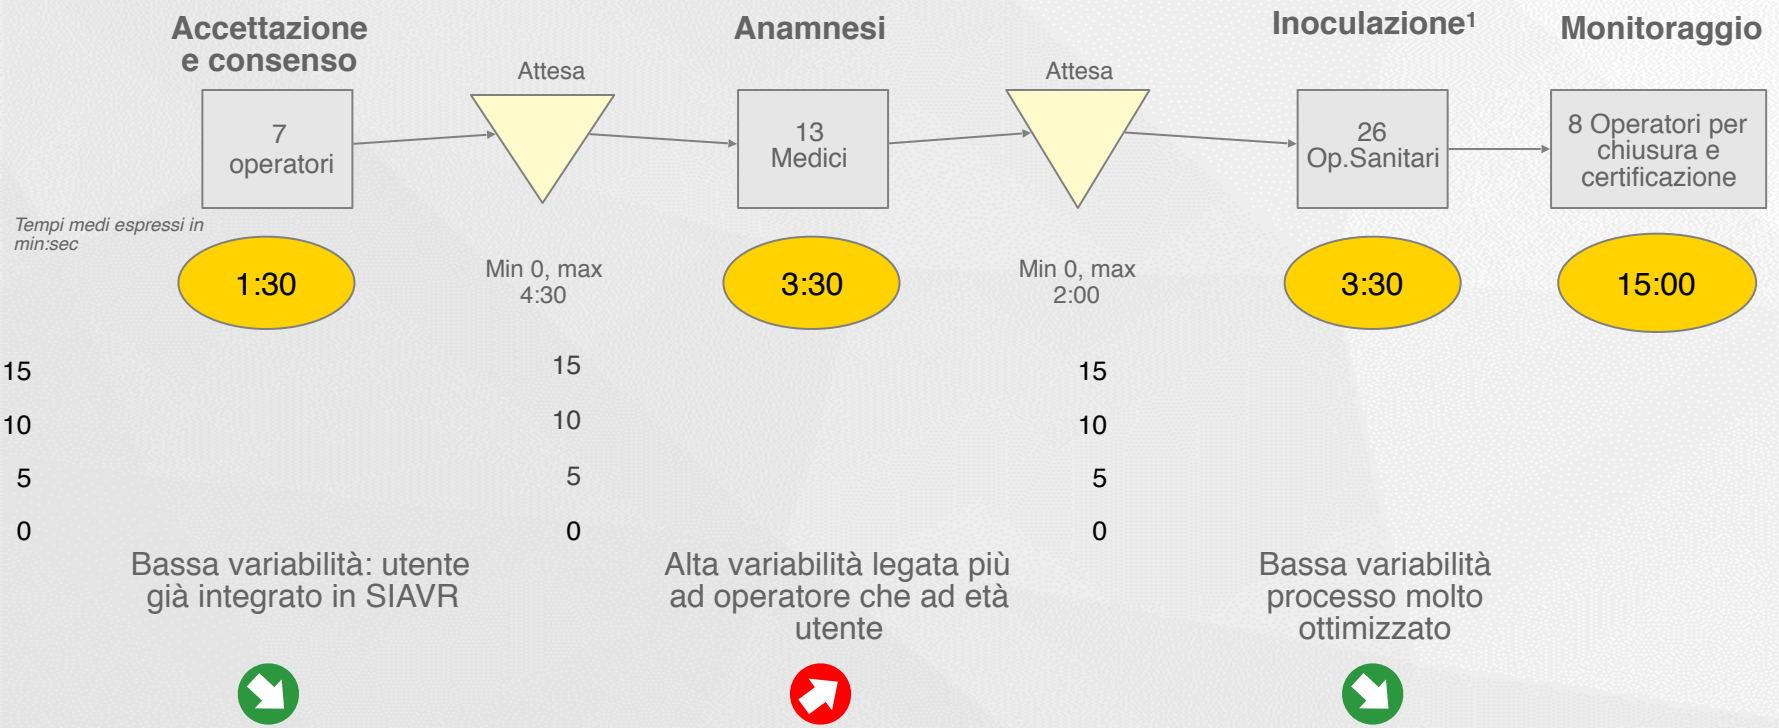 Accettazione
e consenso
Attesa
Anamnesi
Attesa
Inoculazione¹
Monitoraggio
7
operatori
13
Medici
26
Op.Sanitari
8 Operatori per
chiusura e
certificazione
Tempi medi espressi in
min:sec
1:30
Min 0, max
4:30
3:30
Min 0, max
2:00
3:30
15:00
15
10
5
0
15
10
5
0
15
10
5
0
Bassa variabilità: utente
già integrato in SIAVR
Alta variabilità legata più
ad operatore che ad età
utente
Bassa variabilità
processo molto
ottimizzato